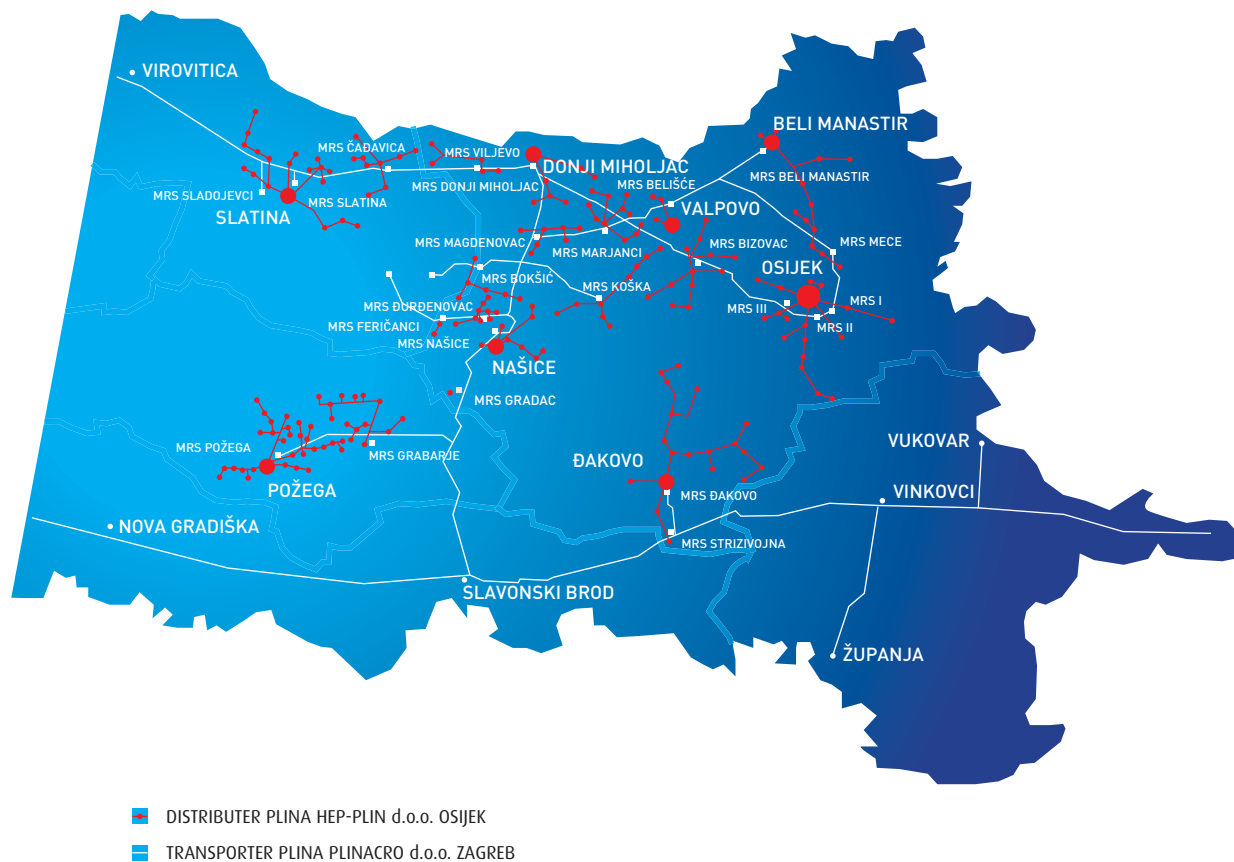 VIROVITICA
BELI MANASTIR
MRS ČAĐAVICA
MRS VILJEVO
DONJI MIHOLJAC
MRS BELI MANASTIR
MRS DONJI MIHOLJAC
MRS BELIŠĆE
MRS SLADOJEVCI
MRS SLATINA
SLATINA
VALPOVO
MRS MAGDENOVAC
MRS MARJANCI
MRS BIZOVAC
MRS MECE
OSIJEK
MRS BOKŠIĆ
MRS KOŠKA
MRS ĐURĐENOVAC
MRS III
MRS I
MRS FERIČANCI
MRS II
MRS NAŠICE
NAŠICE
MRS GRADAC
MRS POŽEGA
MRS GRABARJE
VUKOVAR
ĐAKOVO
POŽEGA
MRS ĐAKOVO
VINKOVCI
NOVA GRADIŠKA
MRS STRIZIVOJNA
SLAVONSKI BROD
ŽUPANJA
DISTRIBUTER PLINA HEP-PLIN d.o.o. OSIJEK
TRANSPORTER PLINA PLINACRO d.o.o. ZAGREB